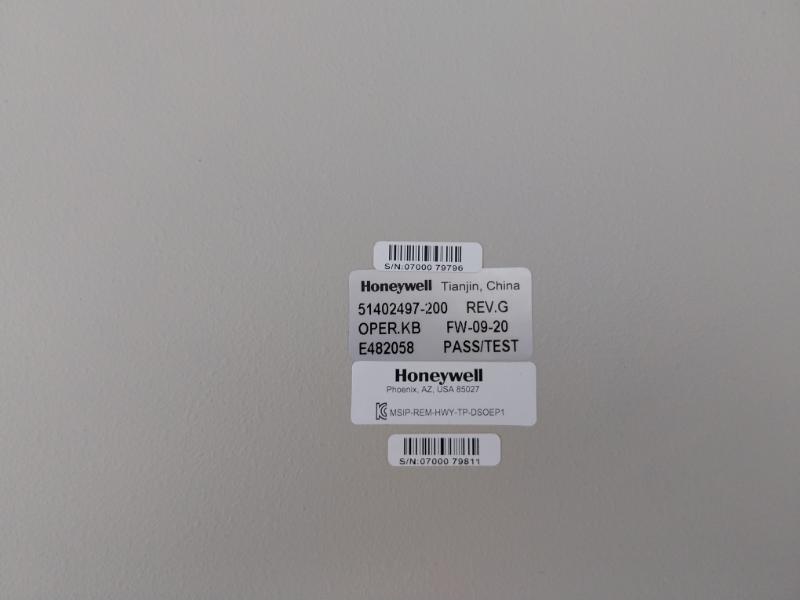 S/N:07000 79796
Honeywell Tianjin, China
51402497-200 REV.G
OPER.KB FW-09-20
E482058 PASS/TEST
Honeywell
Phoenix, AZ, USA 85027
MSIP-REM-HWY-TP-DSOEP1
S/N:07000 79811